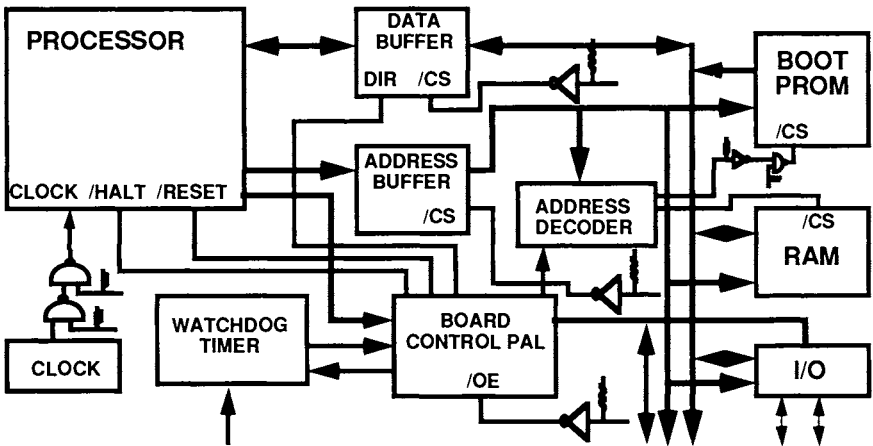 PROCESSOR
CLOCK /HALT /RESET
DATA
BUFFER
DIR /CS
ADDRESS
BUFFER
/CS
BOOT
PROM
/CS
ADDRESS
DECODER
/CS
RAM
CLOCK
WATCHDOG
TIMER
BOARD
CONTROL PAL
/OE
I/O